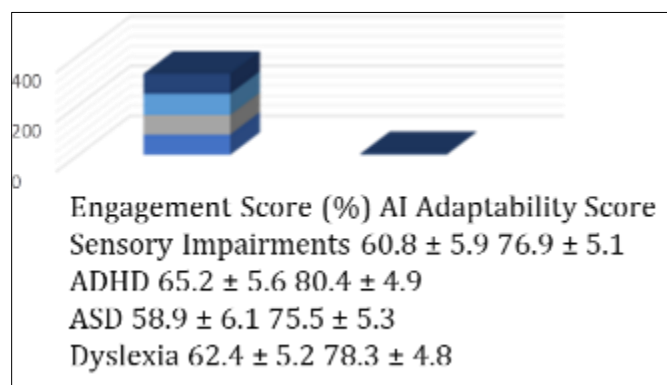 400
200
0
Engagement Score (%) AI Adaptability Score
Sensory Impairments 60.8 ± 5.9 76.9 ± 5.1
ADHD 65.2 ± 5.6 80.4 ± 4.9
ASD 58.9 ± 6.1 75.5 ± 5.3
Dyslexia 62.4 ± 5.2 78.3 ± 4.8